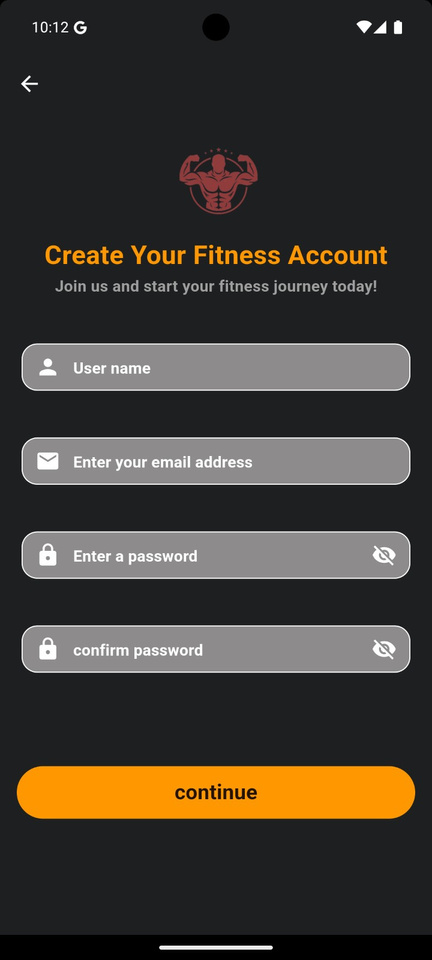 10:12 G
Create Your Fitness Account
Join us and start your fitness journey today!
User name
Enter your email address
Enter a password
confirm password
continue